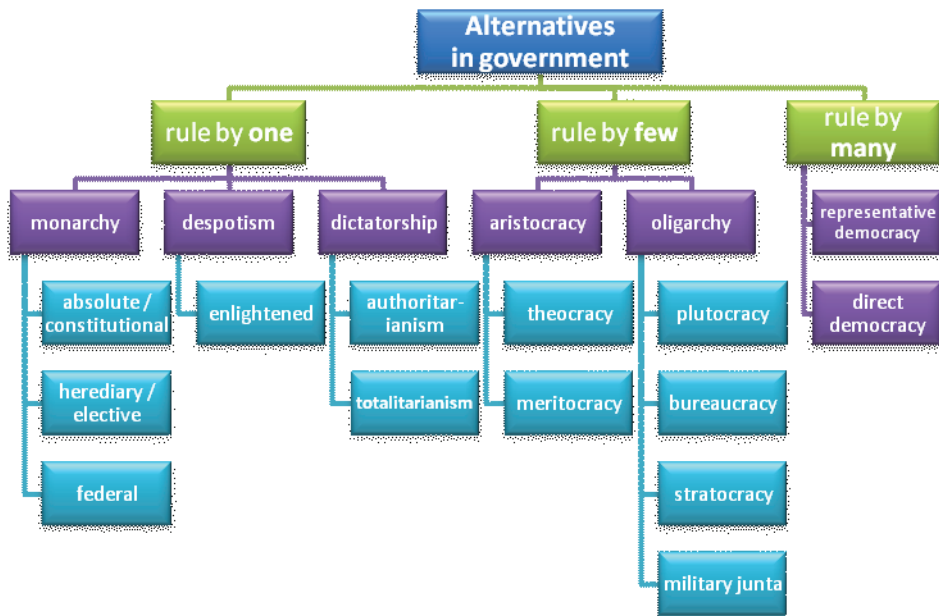 Alternatives
in government
rule by one
rule by few
rule by
many
monarchy
despotism
dictatorship
aristocracy
oligarchy
representative
democracy
absolute /
constitutional
enlightened
authoritar-
ianism
theocracy
plutocracy
direct
democracy
herediary /
elective
totalitarianism
meritocracy
bureaucracy
federal
stratocracy
military junta